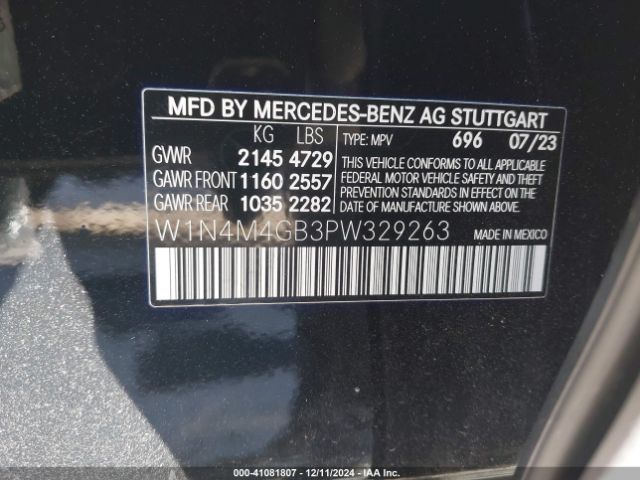 MFD BY MERCEDES-BENZ AG STUTTGART
KG LBS
TYPE: MPV 696 07/23
GVWR 2145 4729
GAWR FRONT 1160 2557
GAWR REAR 1035 2282
THIS VEHICLE CONFORMS TO ALL APPLICABLE
FEDERAL MOTOR VEHICLE SAFETY AND THEFT
PREVENTION STANDARDS IN EFFECT ON THE
DATE OF MANUFACTURE SHOWN ABOVE.
MADE IN MEXICO
W1N4M4GB3PW329263
000-41081807 - 12/11/2024 - IAA Inc.